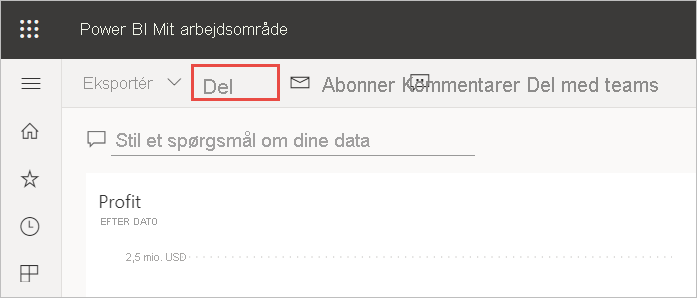 Power BI Mit arbejdsområde
Eksportér Del Abonner Kommentarer Del med teams
Stil et spørgsmål om dine data
Profit
EFTER DATO
2,5 mio. USD